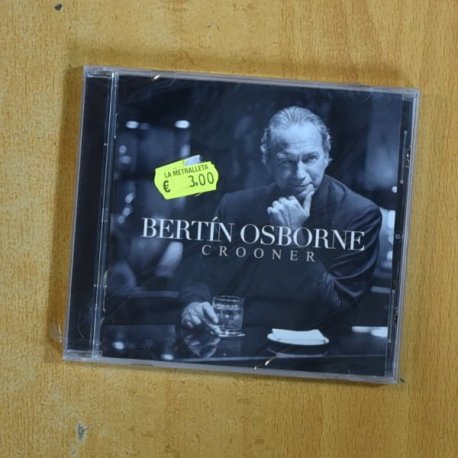 LA METRALLETA
€ 3.00
BERTÍN OSBORNE
CROONER